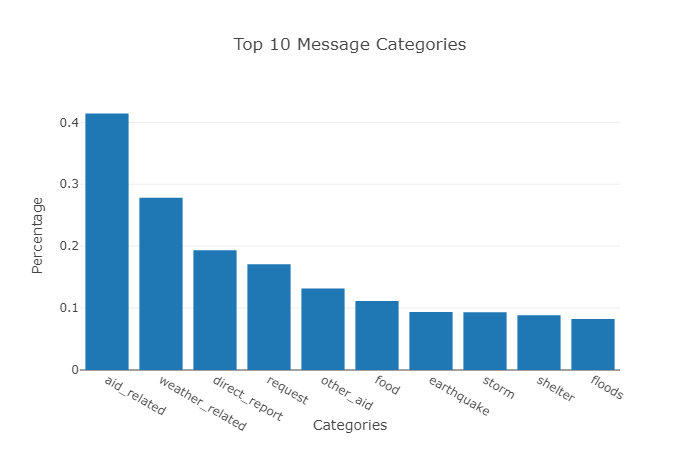 Top 10 Message Categories
0.4
0.3
0.2
0.1
0
Percentage
aid_related
weather_related
direct_report
request
other_aid
food
earthquake
storm
shelter
floods
Categories